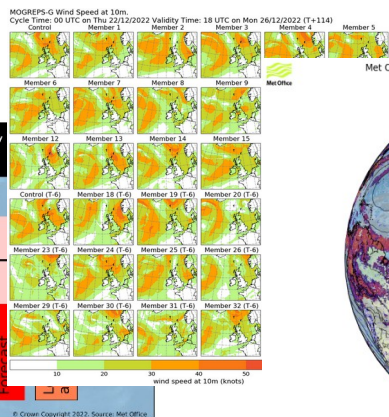 MOGREPS-G Wind Speed at 10m.
Cycle Time: 00 UTC on Thu 22/12/2022 Validity Time: 18 UTC on Mon 26/12/2022 (T+114)
Control Member 1 Member 2 Member 3 Member 4 Member 5
Met Office
Met O
Member 6 Member 7 Member 8 Member 9
Member 12 Member 13 Member 14 Member 15
Control (T-6) Member 18 (T-6) Member 19 (T-6) Member 20 (T-6)
Member 23 (T-6) Member 24 (T-6) Member 25 (T-6) Member 26 (T-6)
Member 29 (T-6) Member 30 (T-6) Member 31 (T-6) Member 32 (T-6)
10 20 30 40 50
wind speed at 10m (knots)
Forecast
© Crown Copyright 2022. Source: Met Office